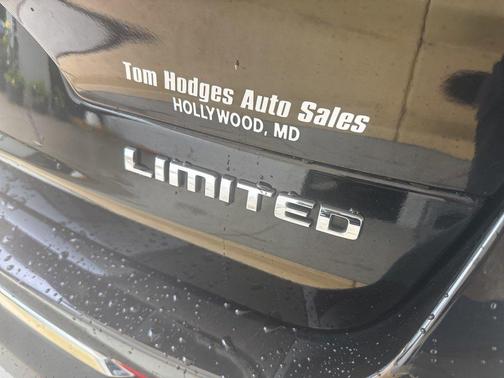 Tom Hodges Auto Sales
HOLLYWOOD, MD
LIMITED